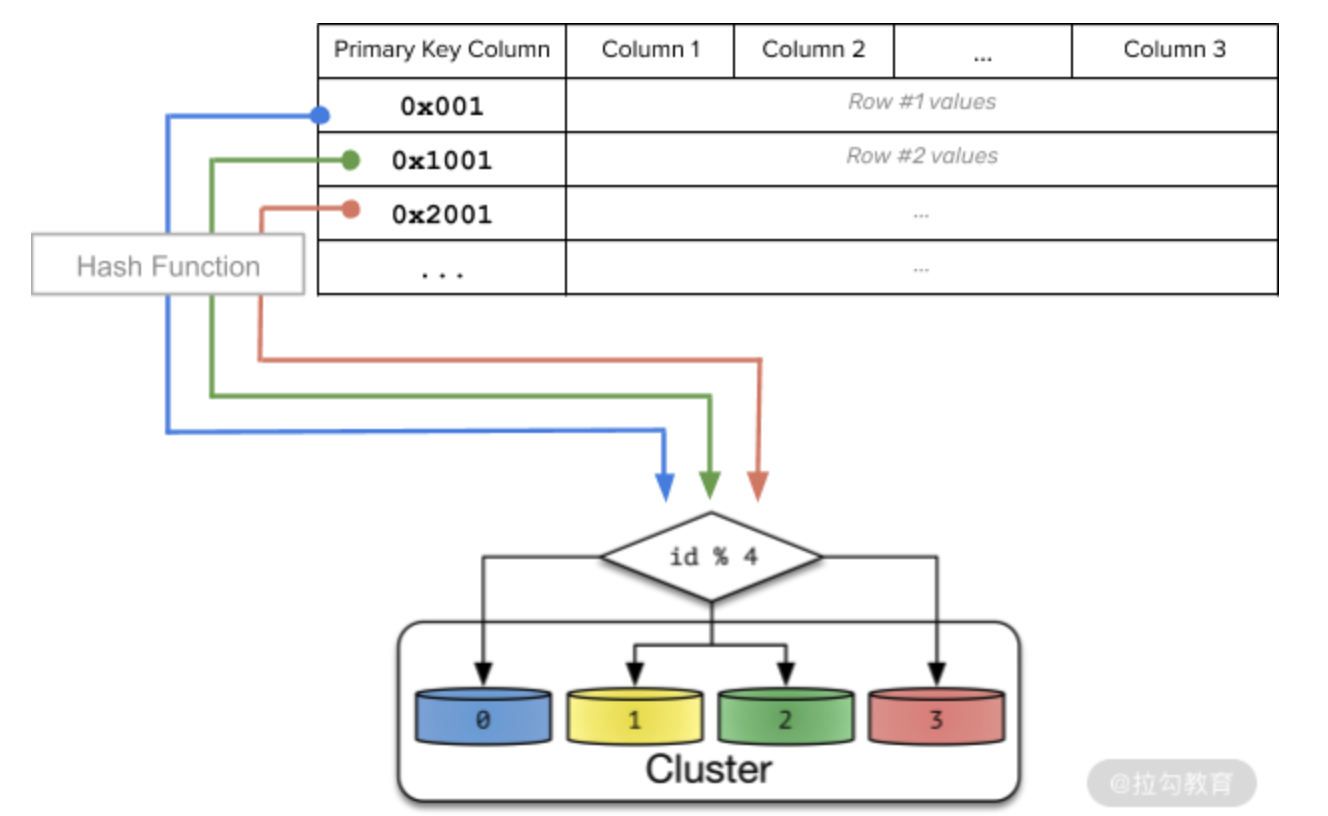 Primary Key Column Column 1 Column 2 ... Column 3
0x001 Row #1 values
0x1001 Row #2 values
0x2001 ...
... ...
Hash Function
id % 4
0 1 2 3
Cluster
@拉勾教育